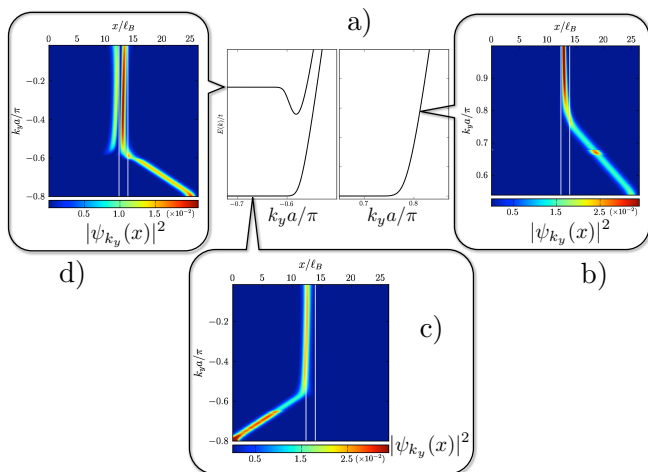 a)
x/ℓ_B
0 5 10 15 20 25
−0.2
−0.4
−0.6
−0.8
k_y a/π
0.5 1.0 1.5 (×10⁻²)
|ψ_{k_y}(x)|²
d)
E(k)/t
−0.7 −0.6
k_y a/π
0.7 0.8
k_y a/π
x/ℓ_B
0 5 10 15 20 25
0.9
0.8
0.7
0.6
k_y a/π
0.5 1.5 2.5 (×10⁻²)
|ψ_{k_y}(x)|²
b)
x/ℓ_B
0 5 10 15 20 25
−0.2
−0.4
−0.6
−0.8
k_y a/π
0.5 1.5 2.5 (×10⁻²)
c)
|ψ_{k_y}(x)|²